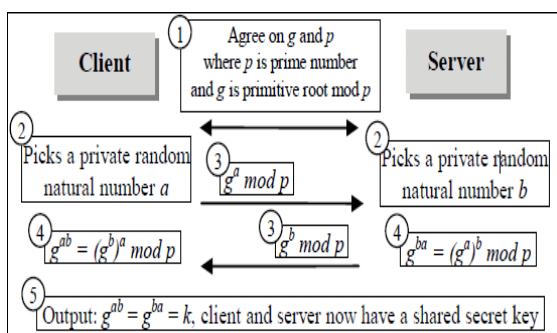 1
Agree on g and p
where p is prime number
and g is primitive root mod p
Client
Server
2
Picks a private random
natural number a
2
Picks a private random
natural number b
3
g^a mod p
3
g^b mod p
4
g^ab = (g^b)^a mod p
4
g^ba = (g^a)^b mod p
5
Output: g^ab = g^ba = k, client and server now have a shared secret key